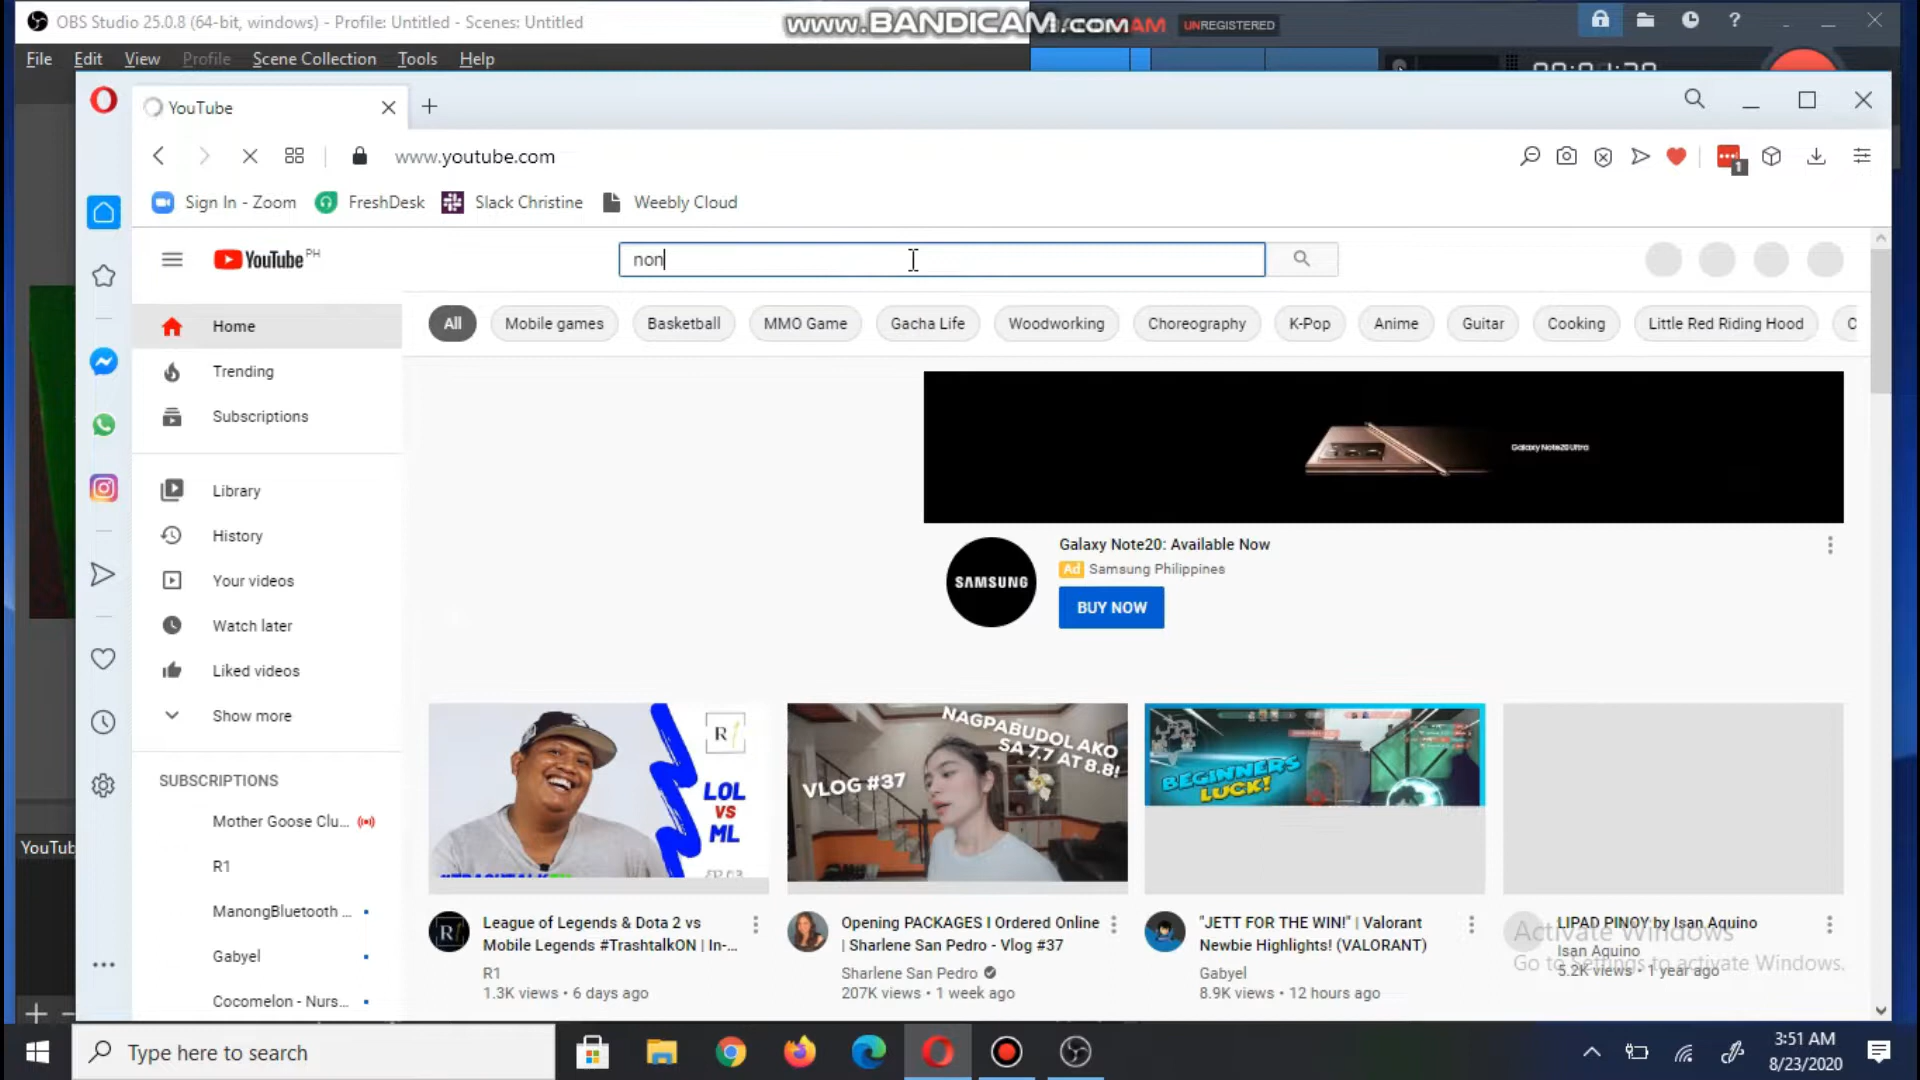 OBS Studio 25.0.8 (64-bit, windows) - Profile: Untitled - Scenes: Untitled
www.BANDICAM.com
UNREGISTERED
File Edit View Profile Scene Collection Tools Help
YouTube
www.youtube.com
1
Sign In - Zoom FreshDesk Slack Christine Weebly Cloud
YouTube PH
non
All Mobile games Basketball MMO Game Gacha Life Woodworking Choreography K-Pop Anime Guitar Cooking Little Red Riding Hood C
Home
Trending
Subscriptions
Library
History
Your videos
Watch later
Liked videos
Show more
SUBSCRIPTIONS
Mother Goose Clu...
R1
ManongBluetooth ...
Gabyel
Cocomelon - Nurs...
Galaxy Note20 Ultra
SAMSUNG
Galaxy Note20: Available Now
Ad Samsung Philippines
BUY NOW
R1
LOL
VS
ML
VLOG #37
NAGPABUDOL AKO
SA 7.7 AT 8.8!
BEGINNERS
LUCK!
League of Legends & Dota 2 vs
Mobile Legends #TrashtalkON | In-...
R1
1.3K views • 6 days ago
Opening PACKAGES I Ordered Online
| Sharlene San Pedro - Vlog #37
Sharlene San Pedro
207K views • 1 week ago
"JETT FOR THE WIN!" | Valorant
Newbie Highlights! (VALORANT)
Gabyel
8.9K views • 12 hours ago
LIPAD PINOY by Isan Aquino
Isan Aquino
5.2K views • 1 year ago
Activate Windows
Go to Settings to activate Windows.
YouTub
Type here to search
3:51 AM
8/23/2020